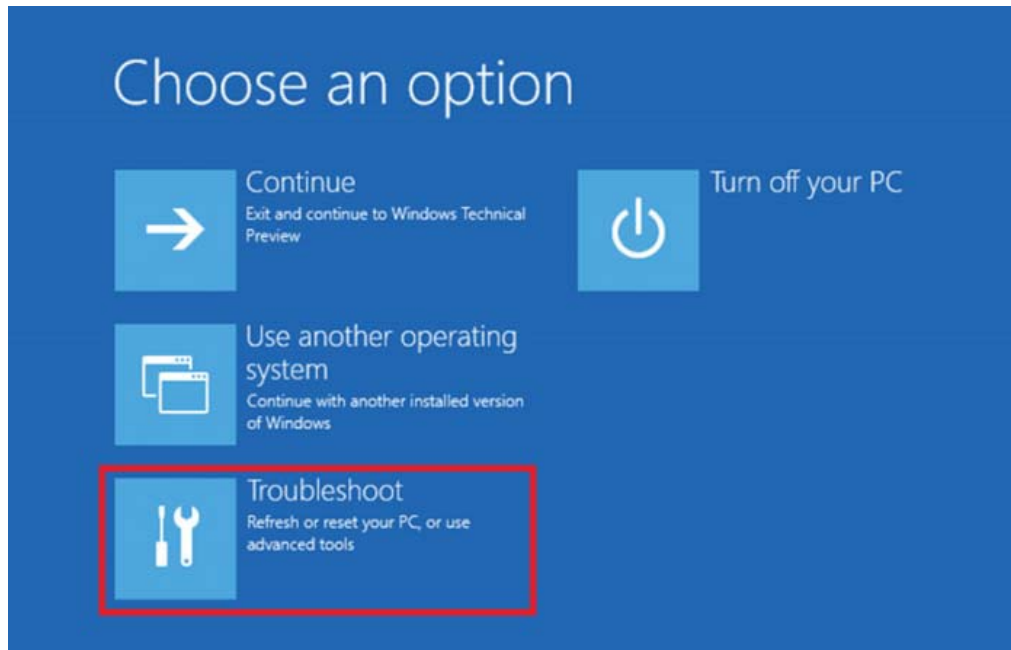 Choose an option
Continue
Exit and continue to Windows Technical
Preview
Turn off your PC
Use another operating
system
Continue with another installed version
of Windows
Troubleshoot
Refresh or reset your PC, or use
advanced tools